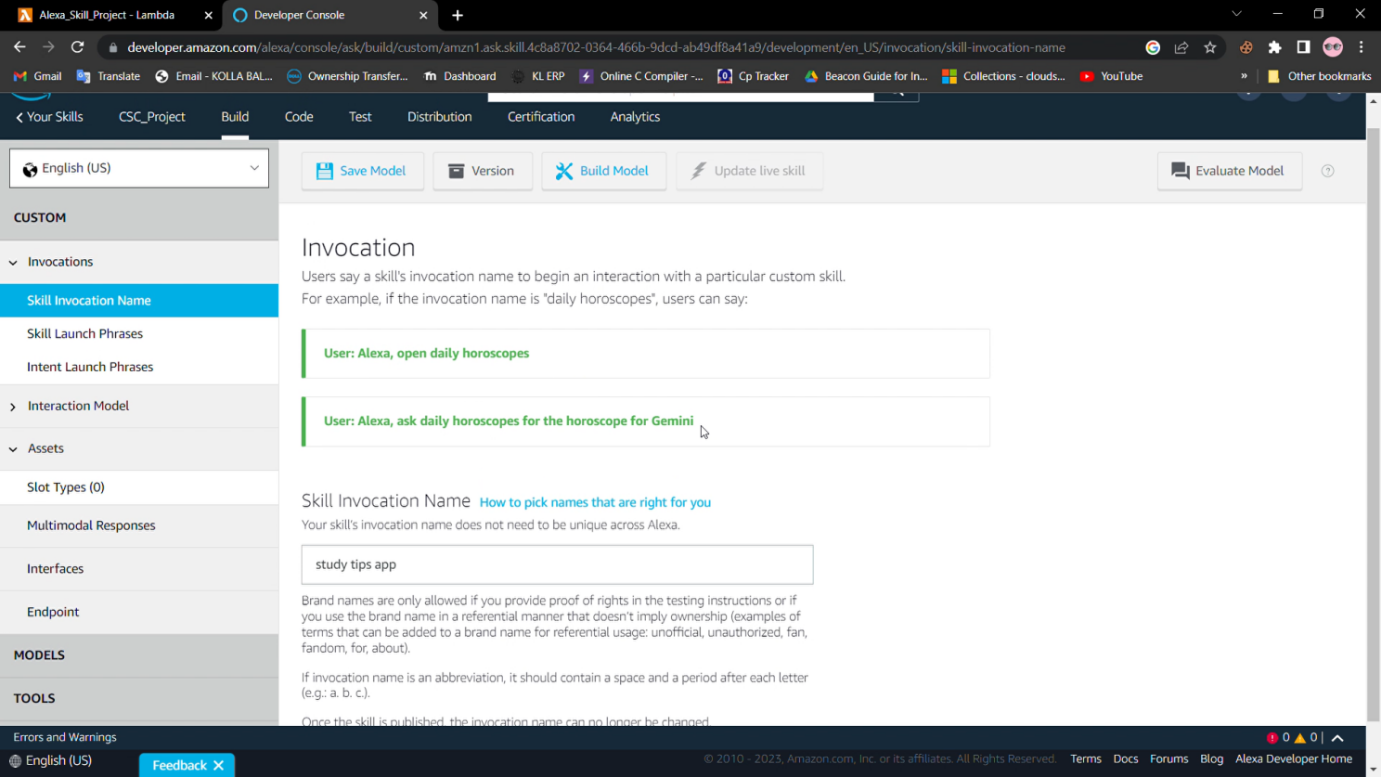 Alexa_Skill_Project - Lambda
Developer Console
developer.amazon.com/alexa/console/ask/build/custom/amzn1.ask.skill.4c8a8702-0364-466b-9dcd-ab49df8a41a9/development/en_US/invocation/skill-invocation-name
Gmail
Translate
Email - KOLLA BAL...
Ownership Transfer...
Dashboard
KL ERP
Online C Compiler -...
Cp Tracker
Beacon Guide for In...
Collections - clouds...
YouTube
»
Other bookmarks
Your Skills
CSC_Project
Build
Code
Test
Distribution
Certification
Analytics
English (US)
Save Model
Version
Build Model
Update live skill
Evaluate Model
CUSTOM
Invocations
Skill Invocation Name
Skill Launch Phrases
Intent Launch Phrases
Interaction Model
Assets
Slot Types (0)
Multimodal Responses
Interfaces
Endpoint
MODELS
TOOLS
Invocation
Users say a skill's invocation name to begin an interaction with a particular custom skill.
For example, if the invocation name is "daily horoscopes", users can say:
User: Alexa, open daily horoscopes
User: Alexa, ask daily horoscopes for the horoscope for Gemini
Skill Invocation Name How to pick names that are right for you
Your skill's invocation name does not need to be unique across Alexa.
study tips app
Brand names are only allowed if you provide proof of rights in the testing instructions or if
you use the brand name in a referential manner that doesn't imply ownership (examples of
terms that can be added to a brand name for referential usage: unofficial, unauthorized, fan,
fandom, for, about).
If invocation name is an abbreviation, it should contain a space and a period after each letter
(e.g.: a. b. c.).
Once the skill is published, the invocation name can no longer be changed.
Errors and Warnings
0
0
English (US)
Feedback
© 2010 - 2023, Amazon.com, Inc. or its affiliates. All Rights Reserved.
Terms
Docs
Forums
Blog
Alexa Developer Home